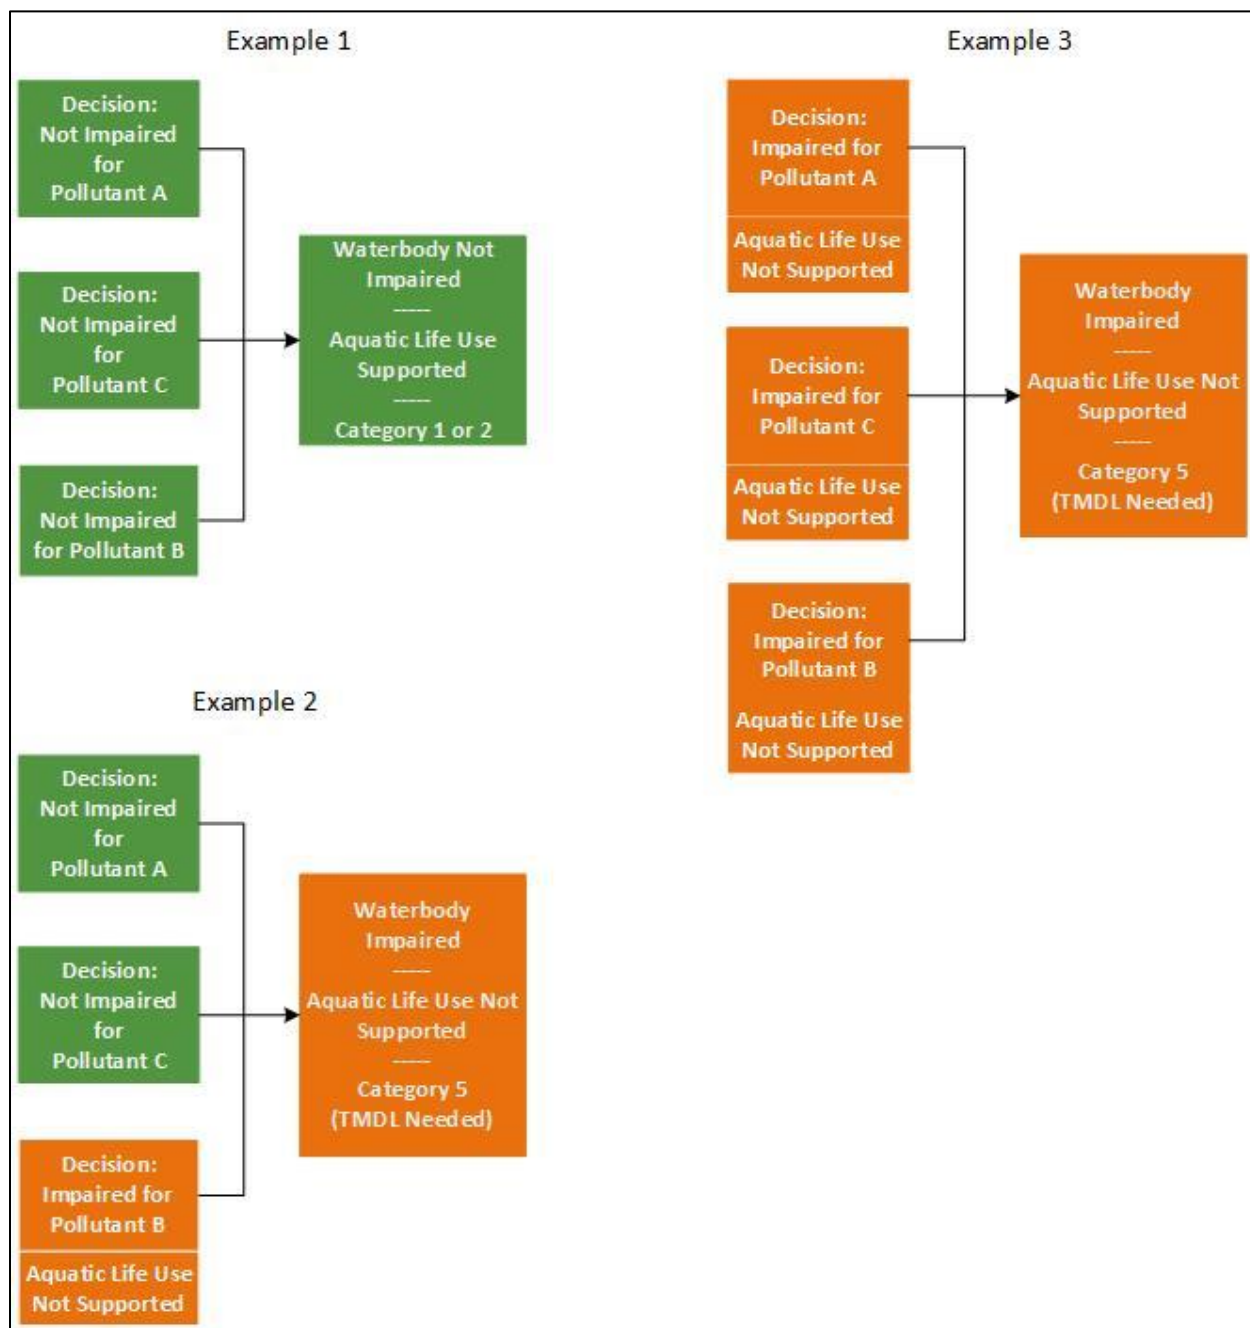 Example 1
Decision:
Not Impaired
for
Pollutant A
Decision:
Not Impaired
for
Pollutant C
Decision:
Not Impaired
for Pollutant B
Waterbody Not
Impaired
-----
Aquatic Life Use
Supported
-----
Category 1 or 2
Example 2
Decision:
Not Impaired
for
Pollutant A
Decision:
Not Impaired
for
Pollutant C
Decision:
Impaired for
Pollutant B
Aquatic Life Use
Not Supported
Waterbody
Impaired
-----
Aquatic Life Use Not
Supported
-----
Category 5
(TMDL Needed)
Example 3
Decision:
Impaired for
Pollutant A
Aquatic Life Use
Not Supported
Decision:
Impaired for
Pollutant C
Aquatic Life Use
Not Supported
Decision:
Impaired for
Pollutant B
Aquatic Life Use
Not Supported
Waterbody
Impaired
-----
Aquatic Life Use Not
Supported
-----
Category 5
(TMDL Needed)